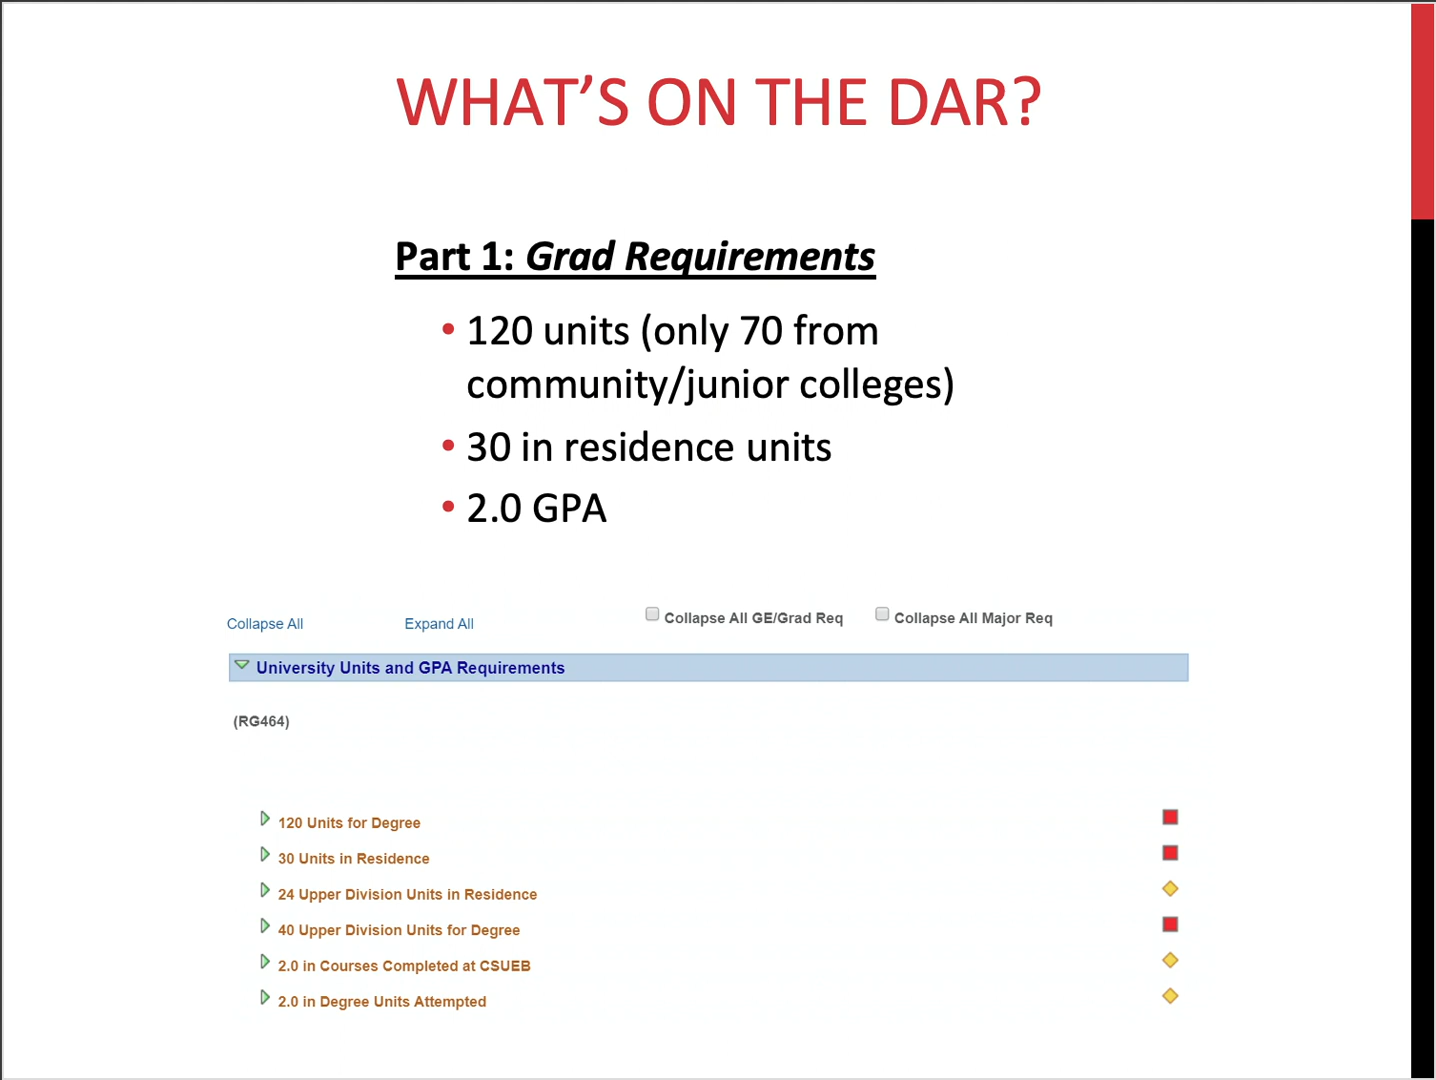 WHAT’S ON THE DAR?
Part 1: Grad Requirements
• 120 units (only 70 from
community/junior colleges)
• 30 in residence units
• 2.0 GPA
Collapse All Expand All Collapse All GE/Grad Req Collapse All Major Req
University Units and GPA Requirements
(RG464)
120 Units for Degree
30 Units in Residence
24 Upper Division Units in Residence
40 Upper Division Units for Degree
2.0 in Courses Completed at CSUEB
2.0 in Degree Units Attempted